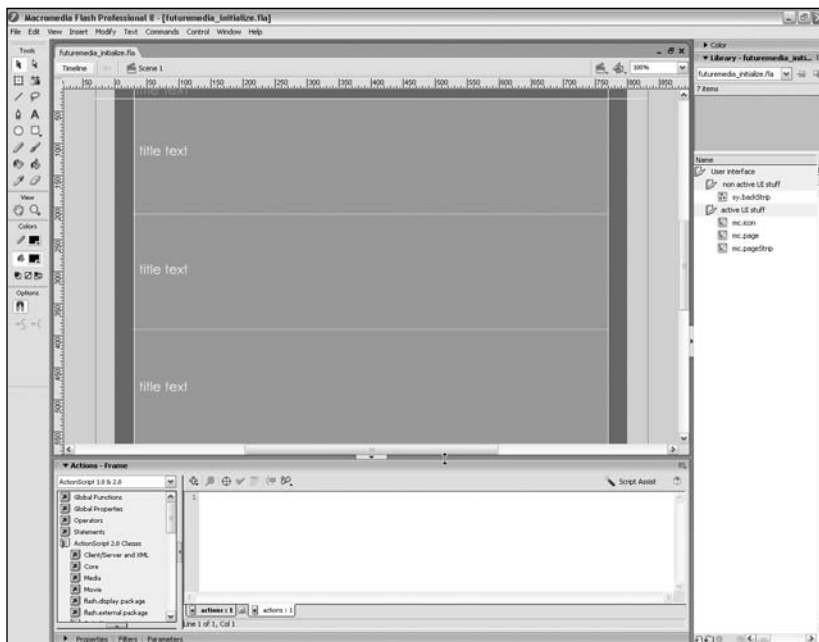 Macromedia Flash Professional 8 - [futuremedia_initialize.fla]
File Edit View Insert Modify Text Commands Control Window Help
Tools
View
Colors
Options
futuremedia_initialize.fla
Timeline Scene 1 100%
title text
title text
title text
title text
Actions - Frame
ActionScript 1.0 & 2.0
Script Assist
Global Functions
Global Properties
Operators
Statements
ActionScript 2.0 Classes
Client/Server and XML
Core
Media
Movie
flash.display package
flash.external package
1
actions : 1 actions : 1
Line 1 of 1, Col 1
Properties Filters Parameters
Color
Library - futuremedia_initi...
futuremedia_initialize.fla
7 items
Name
User interface
non active UI stuff
sy.backStrip
active UI stuff
mc.icon
mc.page
mc.pageStrip